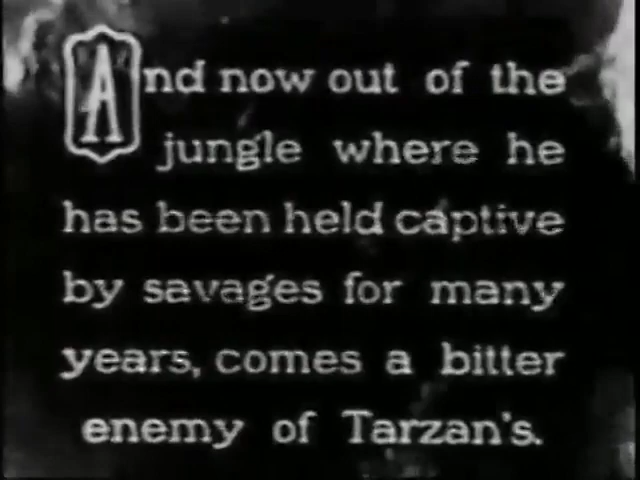 And now out of the
jungle where he
has been held captive
by savages for many
years, comes a bitter
enemy of Tarzan's.